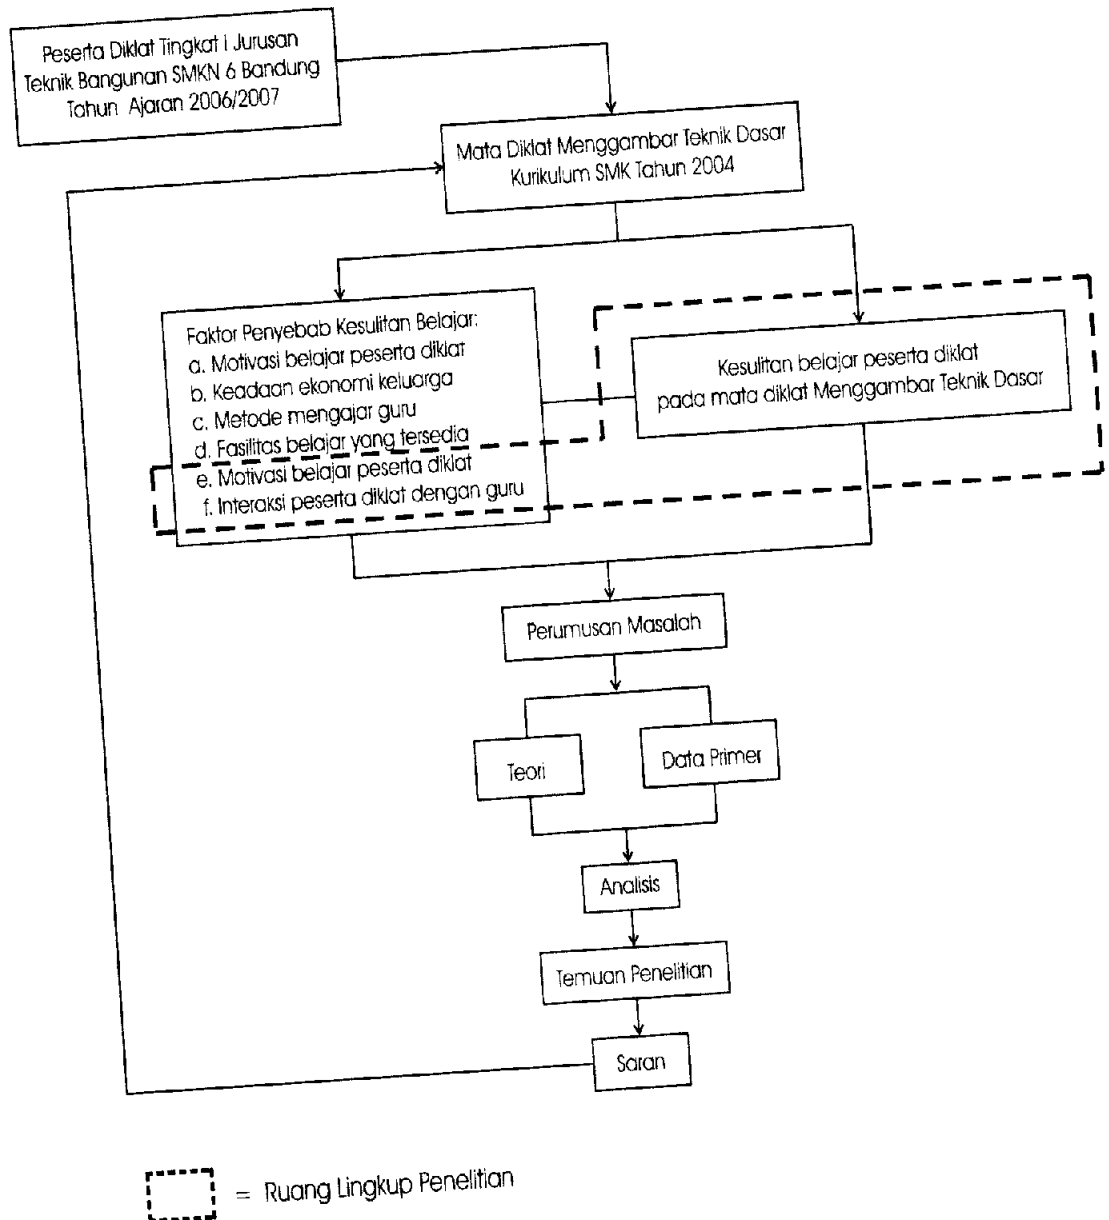 Peserta Diklat Tingkat I Jurusan
Teknik Bangunan SMKN 6 Bandung
Tahun Ajaran 2006/2007
Mata Diklat Menggambar Teknik Dasar
Kurikulum SMK Tahun 2004
Faktor Penyebab Kesulitan Belajar:
a. Motivasi belajar peserta diklat
b. Keadaan ekonomi keluarga
c. Metode mengajar guru
d. Fasilitas belajar yang tersedia
e. Motivasi belajar peserta diklat
f. Interaksi peserta diklat dengan guru
Kesulitan belajar peserta diklat
pada mata diklat Menggambar Teknik Dasar
Perumusan Masalah
Teori
Data Primer
Analisis
Temuan Penelitian
Saran
= Ruang Lingkup Penelitian